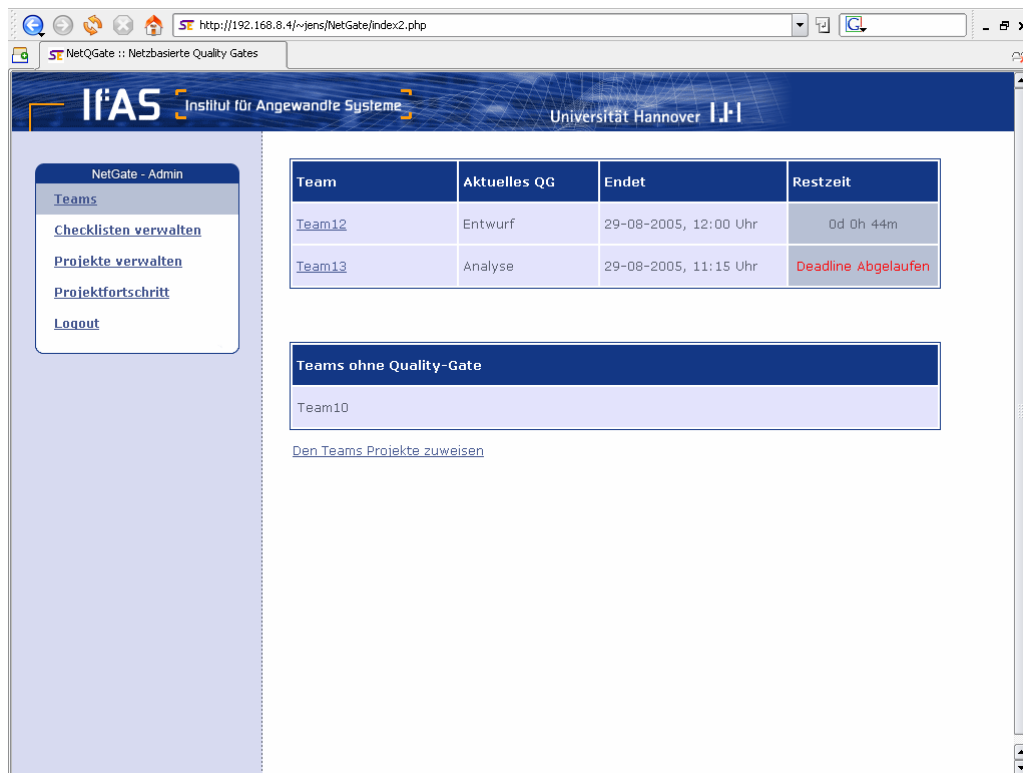 http://192.168.8.4/~jens/NetGate/index2.php
NetQGate :: Netzbasierte Quality Gates
IfAS Institut für Angewandte Systeme
Universität Hannover
NetGate - Admin
Teams
Checklisten verwalten
Projekte verwalten
Projektfortschritt
Logout
Team Aktuelles QG Endet Restzeit
Team12 Entwurf 29-08-2005, 12:00 Uhr 0d 0h 44m
Team13 Analyse 29-08-2005, 11:15 Uhr Deadline Abgelaufen
Teams ohne Quality-Gate
Team10
Den Teams Projekte zuweisen